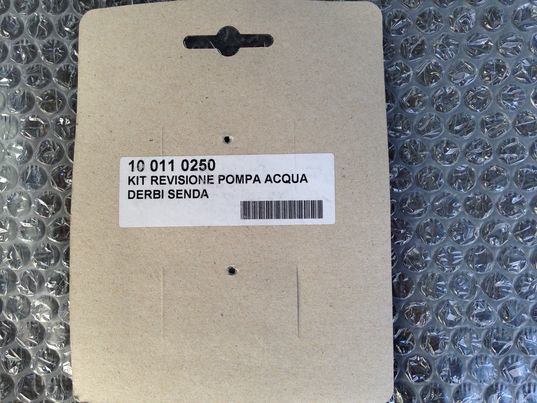 10 011 0250
KIT REVISIONE POMPA ACQUA
DERBI SENDA